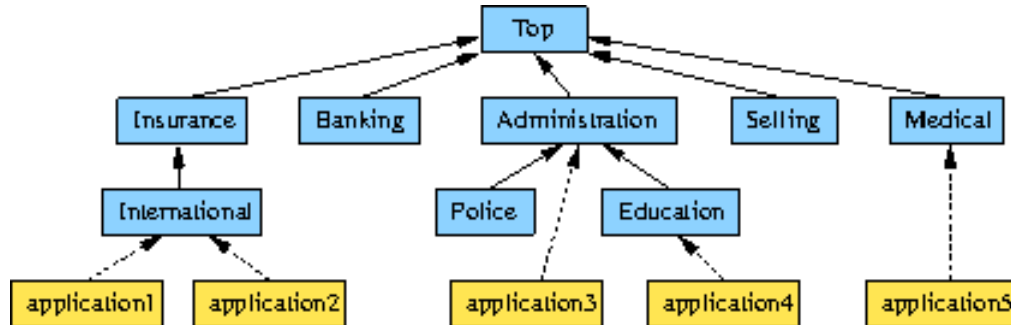 Top
Insurance
Banking
Administration
Selling
Medical
International
Police
Education
application1
application2
application3
application4
application5